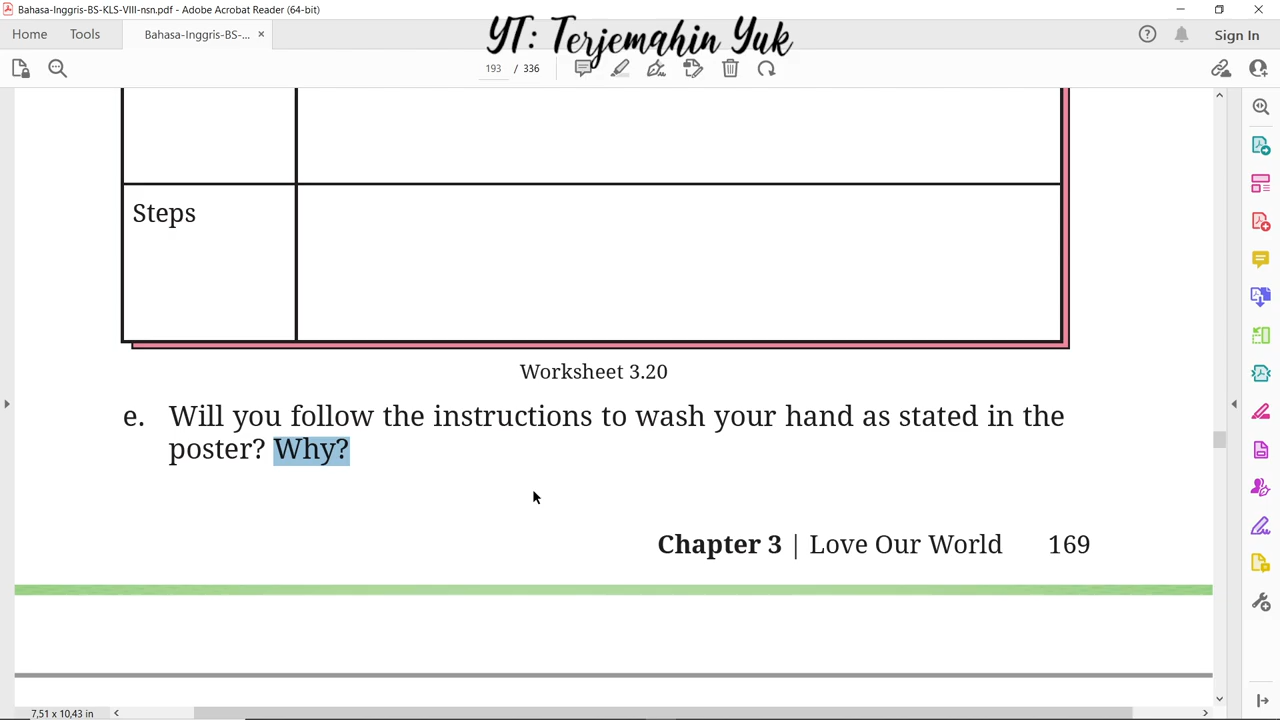 Bahasa-Inggris-BS-KLS-VIII-nsn.pdf - Adobe Acrobat Reader (64-bit)
YT: Terjemahin Yuk
Home Tools Bahasa-Inggris-BS-... × Sign In
193 / 336
Steps
Worksheet 3.20
e. Will you follow the instructions to wash your hand as stated in the
poster? Why?
Chapter 3 | Love Our World 169
7,51 x 10,43 in